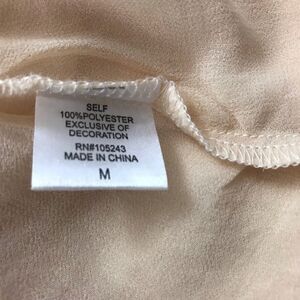 SELF
100%POLYESTER
EXCLUSIVE OF
DECORATION
RN#105243
MADE IN CHINA
M